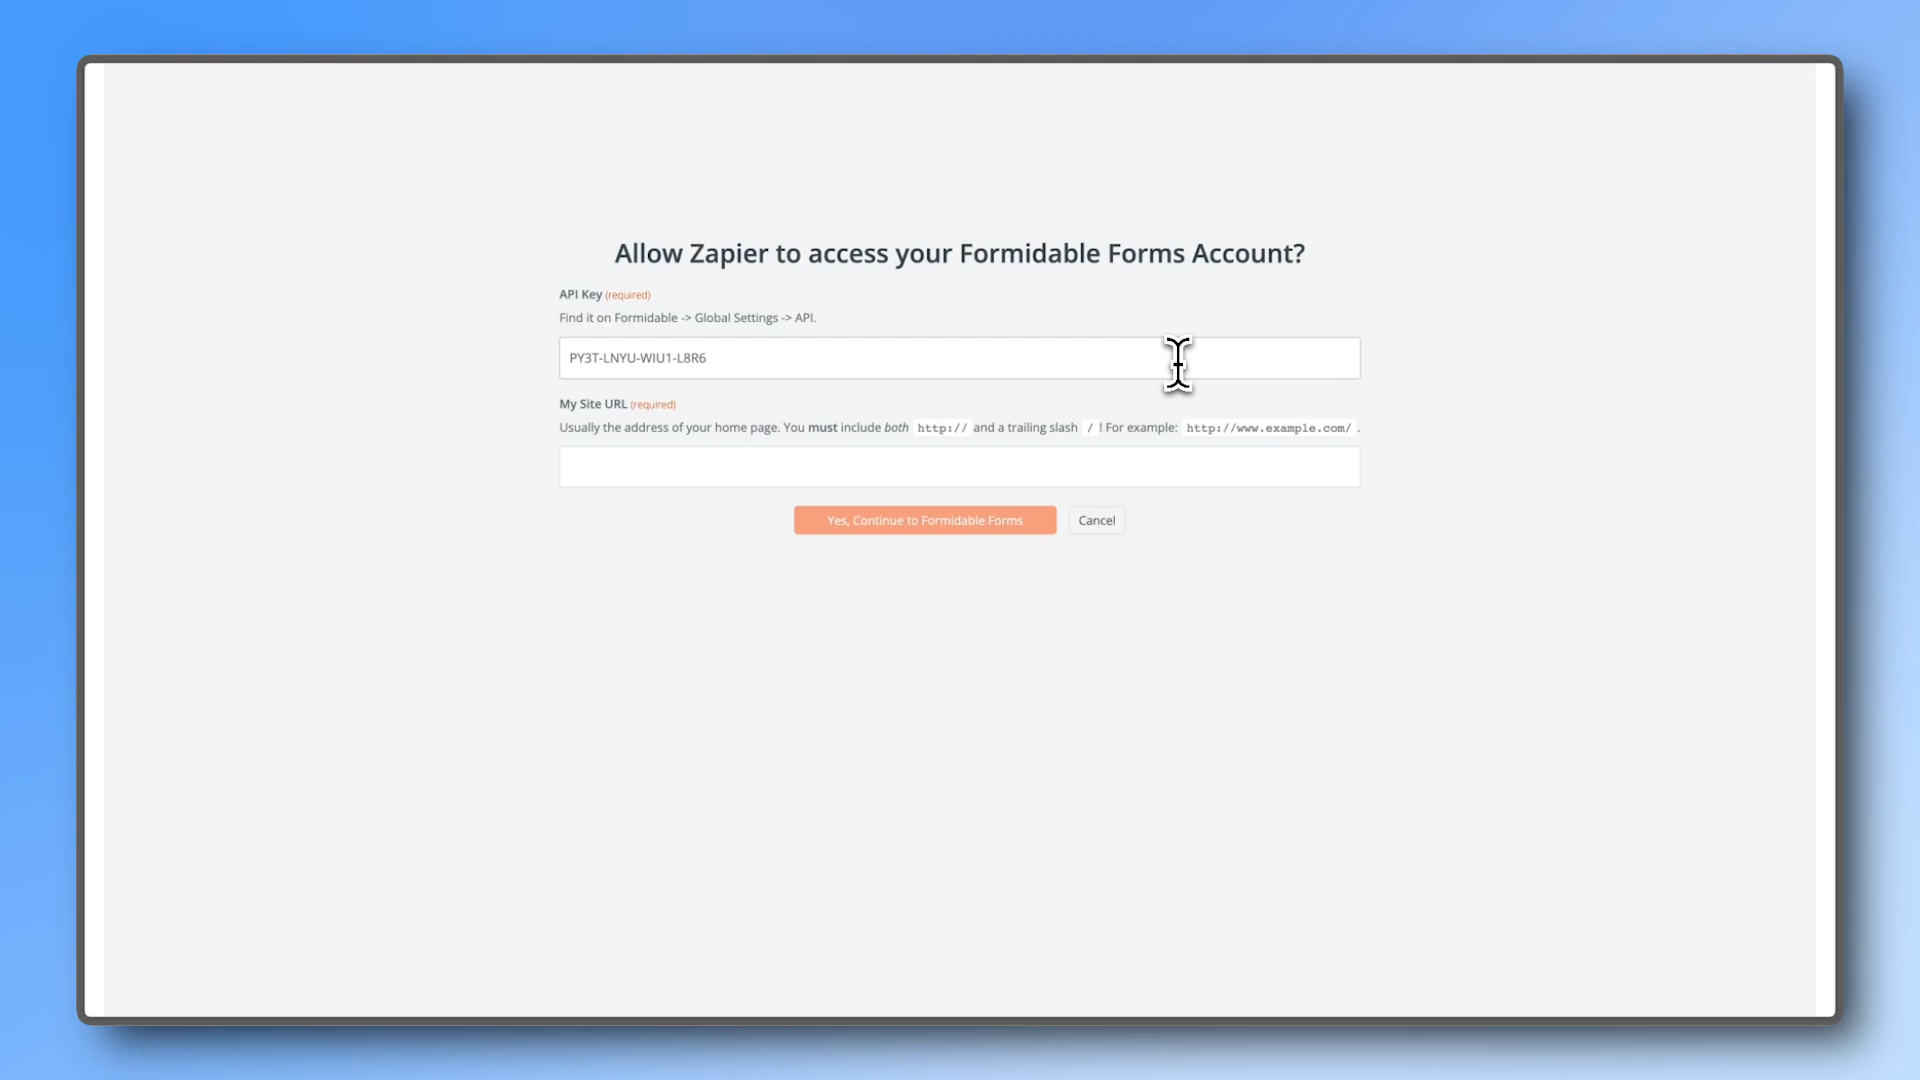 Allow Zapier to access your Formidable Forms Account?
API Key (required)
Find it on Formidable -> Global Settings -> API.
PY3T-LNYU-WIU1-L8R6
My Site URL (required)
Usually the address of your home page. You must include both http:// and a trailing slash / ! For example: http://www.example.com/ .
Yes, Continue to Formidable Forms Cancel